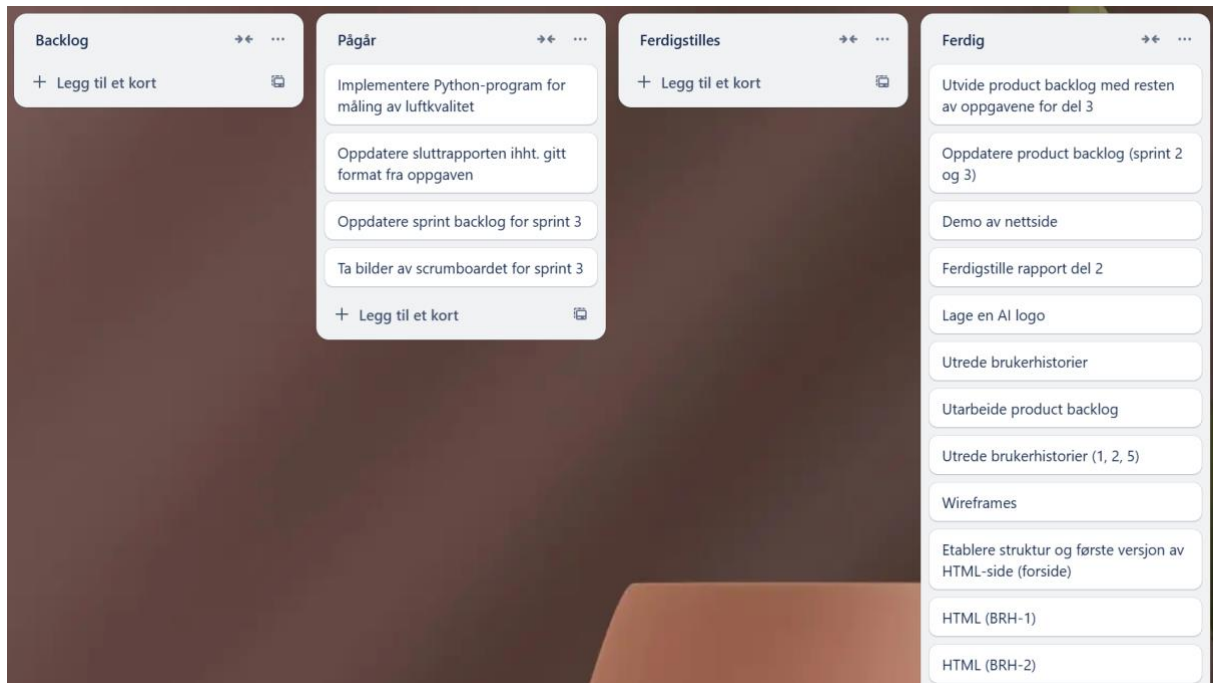 Backlog
+ Legg til et kort
Pågår
Implementere Python-program for
måling av luftkvalitet
Oppdatere sluttrapporten ihht. gitt
format fra oppgaven
Oppdatere sprint backlog for sprint 3
Ta bilder av scrumboardet for sprint 3
+ Legg til et kort
Ferdigstilles
+ Legg til et kort
Ferdig
Utvide product backlog med resten
av oppgavene for del 3
Oppdatere product backlog (sprint 2
og 3)
Demo av nettside
Ferdigstille rapport del 2
Lage en AI logo
Utrede brukerhistorier
Utarbeide product backlog
Utrede brukerhistorier (1, 2, 5)
Wireframes
Etablere struktur og første versjon av
HTML-side (forside)
HTML (BRH-1)
HTML (BRH-2)